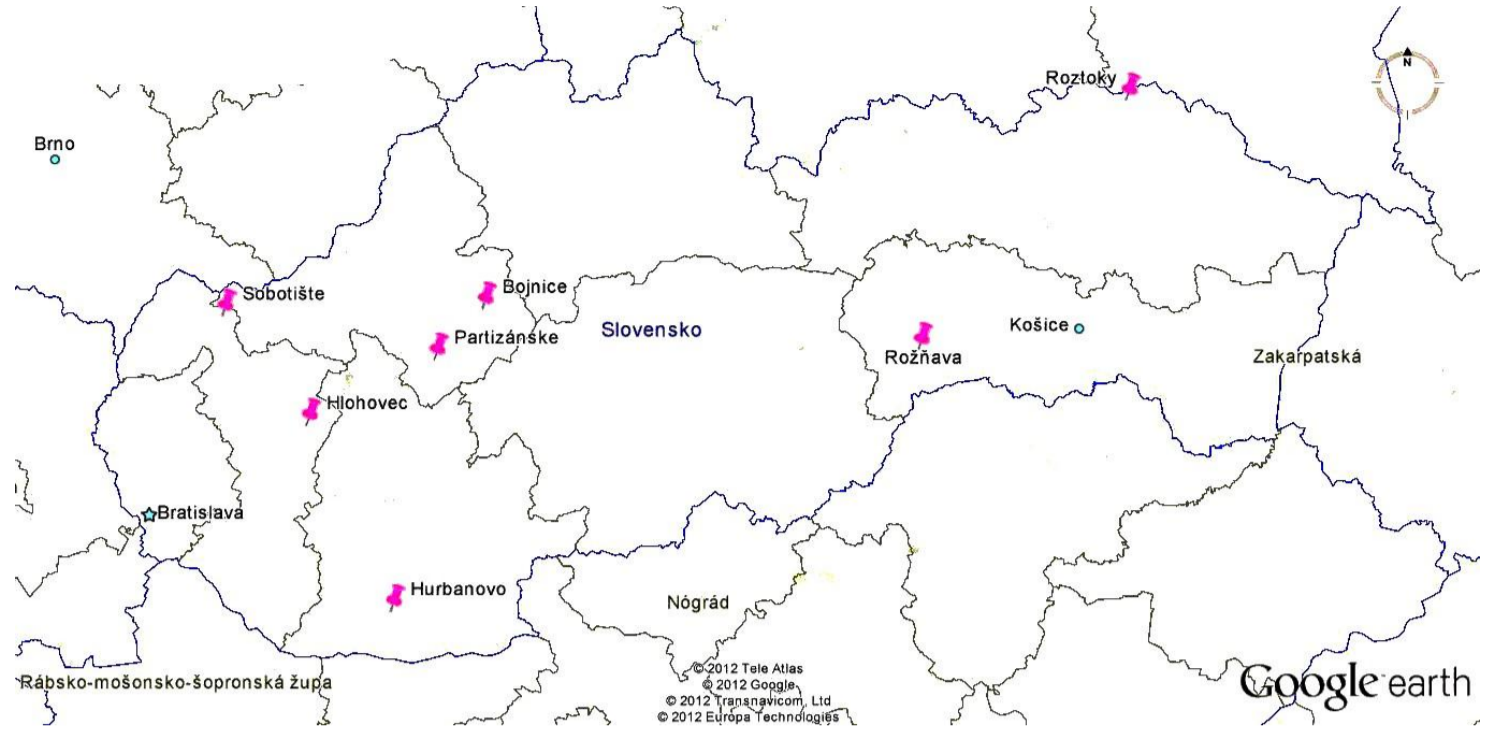 Roztoky
N
Brno
Bojnice
Sobotište
Slovensko
Košice
Partizánske
Rožňava
Zakarpatská
Hlohovec
Bratislava
Hurbanovo
Nógrád
Rábsko-mošonsko-šopronská župa
© 2012 Tele Atlas
© 2012 Google
© 2012 Transnavicom, Ltd
© 2012 Európa Technologies
Google earth